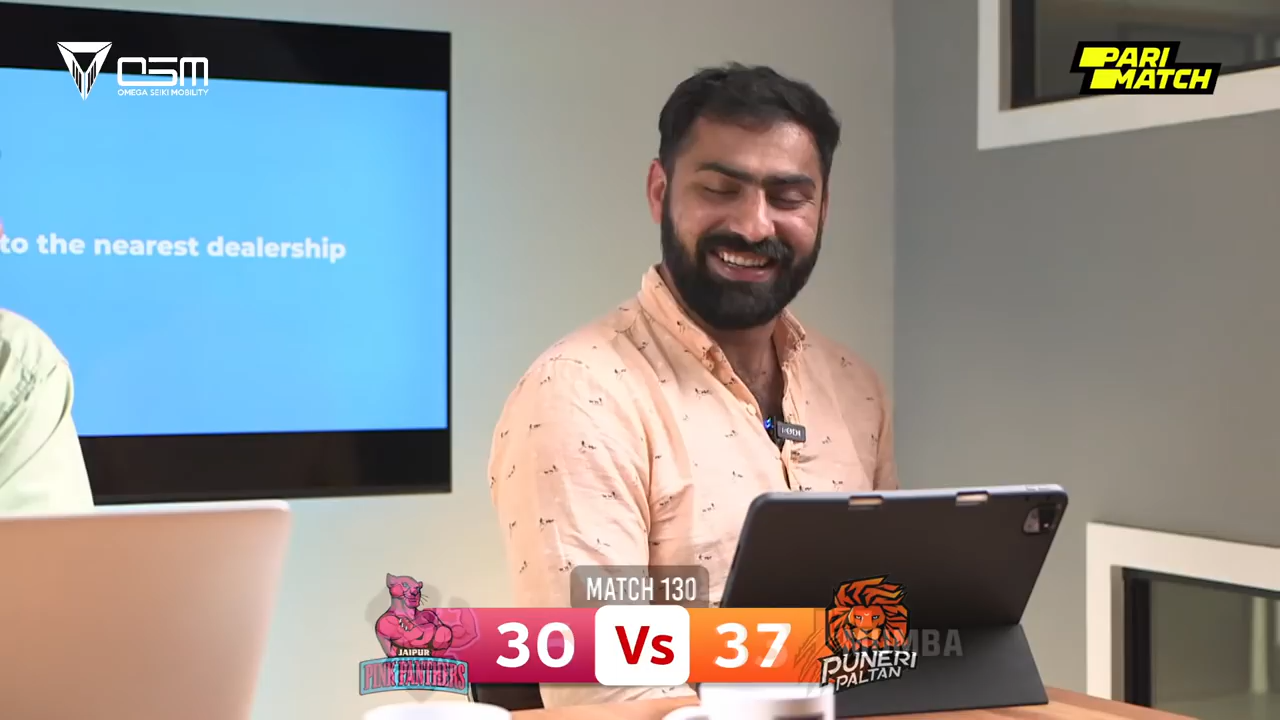 OSM
OMEGA SEIKI MOBILITY
PARI
MATCH
to the nearest dealership
MATCH 130
JAIPUR
PINK PANTHERS
30 Vs 37
PUNERI
PALTAN